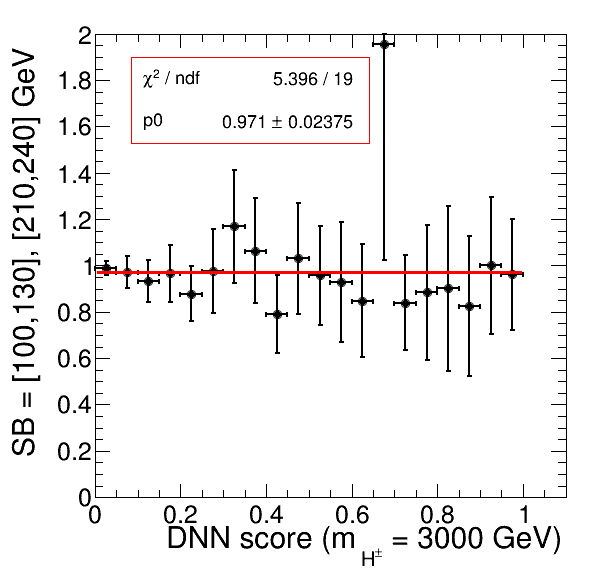 SB = [100,130], [210,240] GeV
2
1.8
1.6
1.4
1.2
1
0.8
0.6
0.4
0.2
0
χ² / ndf 5.396 / 19
p0 0.971 ± 0.02375
0 0.2 0.4 0.6 0.8 1
DNN score (m_H± = 3000 GeV)